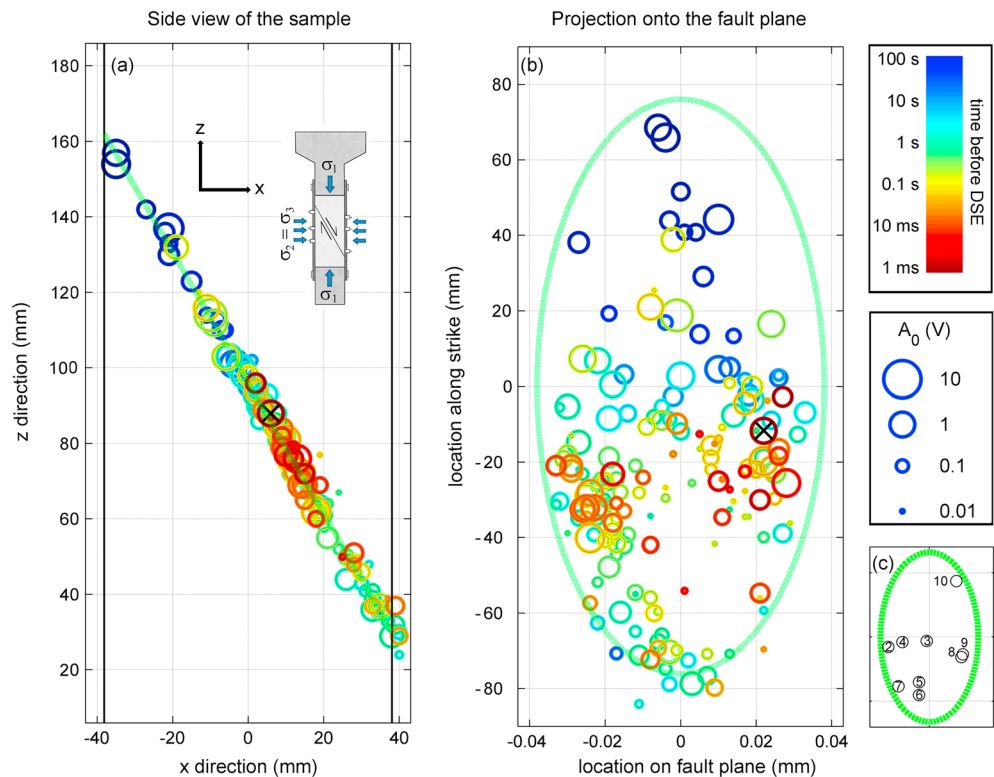 Side view of the sample
Projection onto the fault plane
(a)
180
160
140
120
100
80
60
40
20
z direction (mm)
-40
-20
0
20
40
x direction (mm)
z
x
σ1
σ2 = σ3
σ1
(b)
80
60
40
20
0
-20
-40
-60
-80
location along strike (mm)
-0.04
-0.02
0
0.02
0.04
location on fault plane (mm)
100 s
10 s
1 s
0.1 s
10 ms
1 ms
time before DSE
A0 (V)
10
1
0.1
0.01
(c)
10
2
4
3
9
8
7
5
6